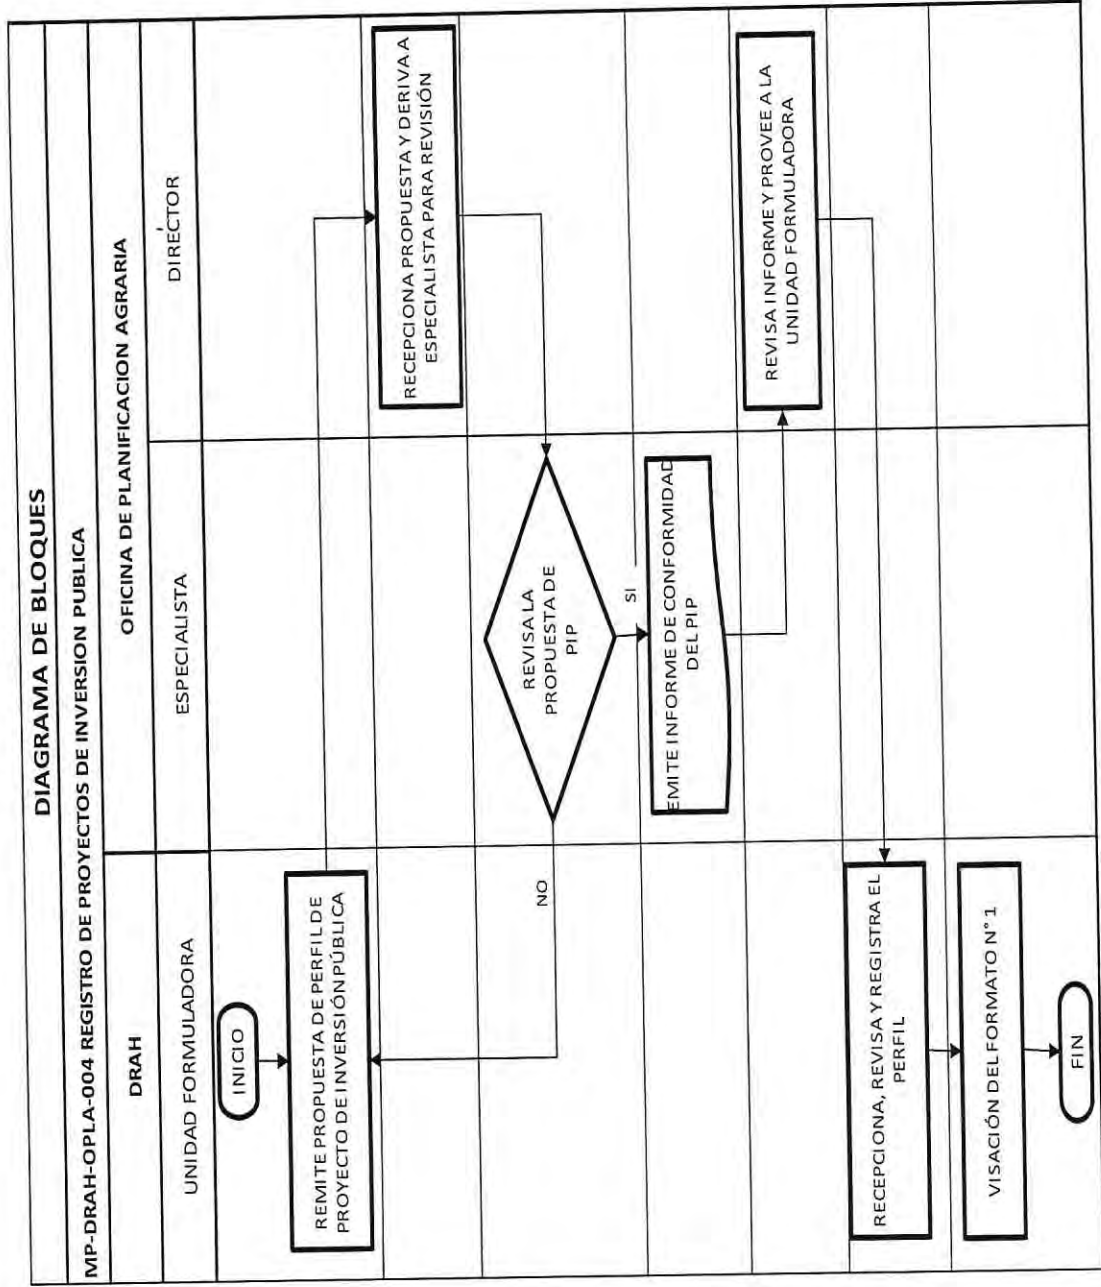 DIAGRAMA DE BLOQUES
MP-DRAH-OPLA-004 REGISTRO DE PROYECTOS DE INVERSION PUBLICA
DRAH
OFICINA DE PLANIFICACION AGRARIA
UNIDAD FORMULADORA
ESPECIALISTA
DIRECTOR
INICIO
REMITE PROPUESTA DE PERFIL DE
PROYECTO DE INVERSIÓN PÚBLICA
RECEPCIONA PROPUESTA Y DERIVA A
ESPECIALISTA PARA REVISIÓN
REVISA LA
PROPUESTA DE
PIP
NO
SI
EMITE INFORME DE CONFORMIDAD
DEL PIP
REVISA INFORME Y PROVEE A LA
UNIDAD FORMULADORA
RECEPCIONA, REVISA Y REGISTRA EL
PERFIL
VISACIÓN DEL FORMATO N° 1
FIN